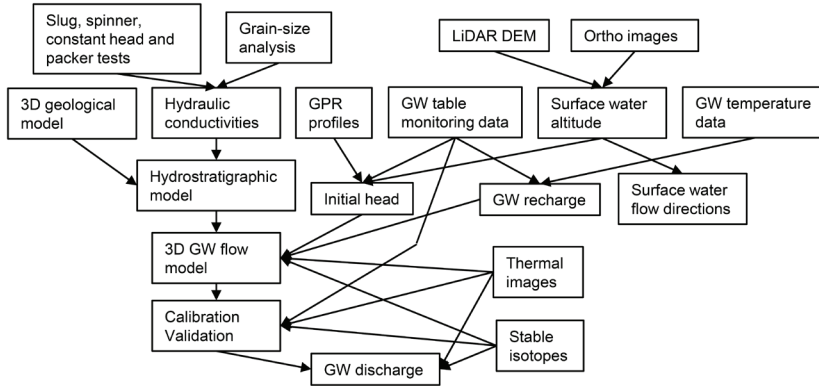 Slug, spinner,
constant head and
packer tests
Grain-size
analysis
LiDAR DEM
Ortho images
3D geological
model
Hydraulic
conductivities
GPR
profiles
GW table
monitoring data
Surface water
altitude
GW temperature
data
Hydrostratigraphic
model
Initial head
GW recharge
Surface water
flow directions
3D GW flow
model
Thermal
images
Calibration
Validation
Stable
isotopes
GW discharge